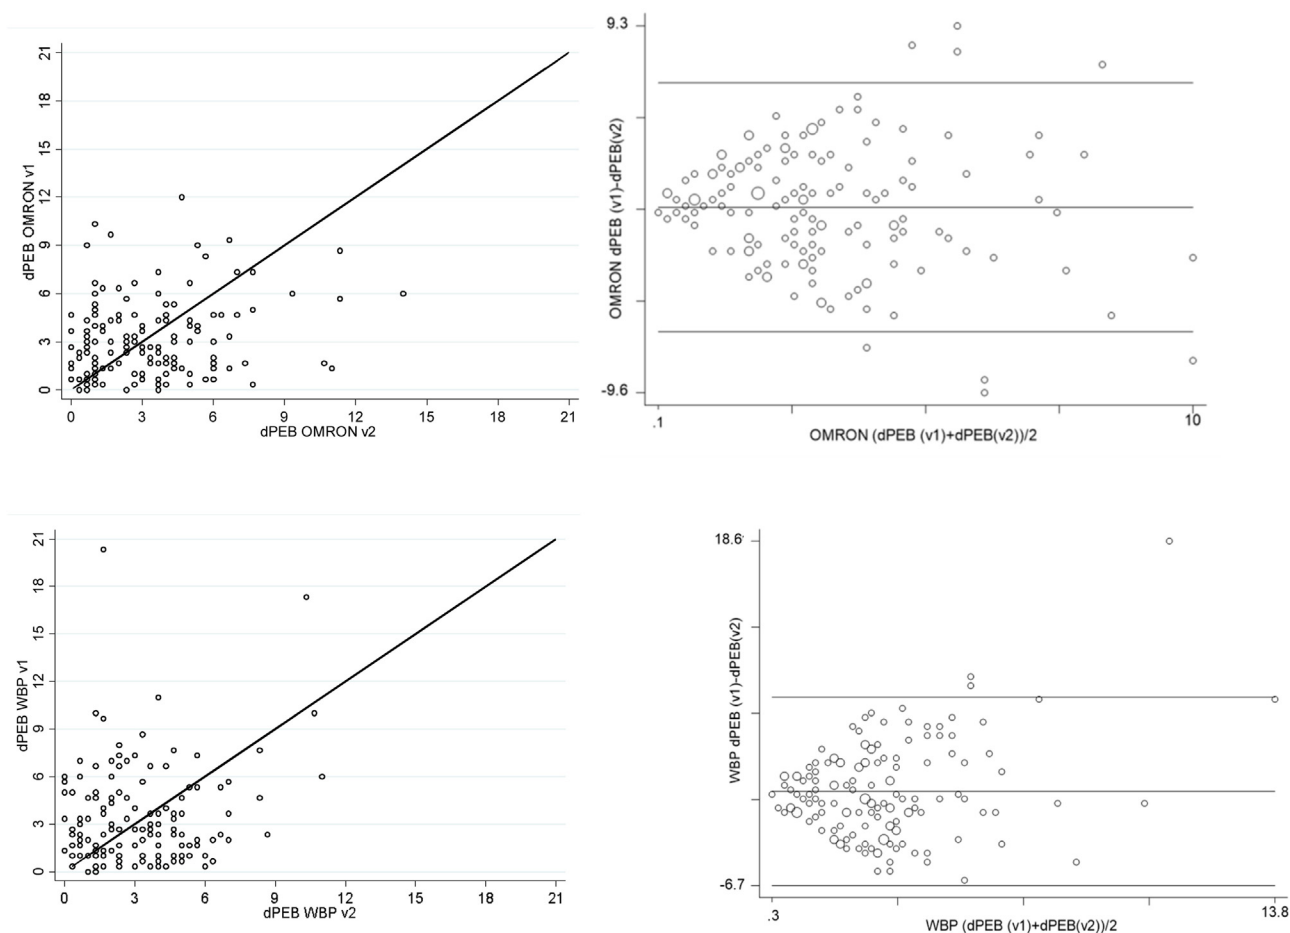 21
18
15
12
9
6
3
0
dPEB OMRON v1
0 3 6 9 12 15 18 21
dPEB OMRON v2
9.3
-9.6
OMRON dPEB (v1)-dPEB(v2)
.1 10
OMRON (dPEB (v1)+dPEB(v2))/2
21
18
15
12
9
6
3
0
dPEB WBP v1
0 3 6 9 12 15 18 21
dPEB WBP v2
18.6
-6.7
WBP dPEB (v1)-dPEB(v2)
.3 13.8
WBP (dPEB (v1)+dPEB(v2))/2